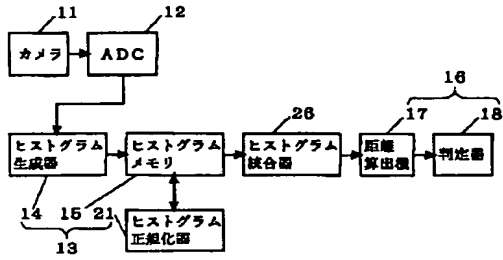 11
12
カメラ
ADC
16
26
17
18
ヒストグラム
生成器
ヒストグラム
メモリ
ヒストグラム
統合器
距離
算出機
判定器
14
15
21
13
ヒストグラム
正規化器